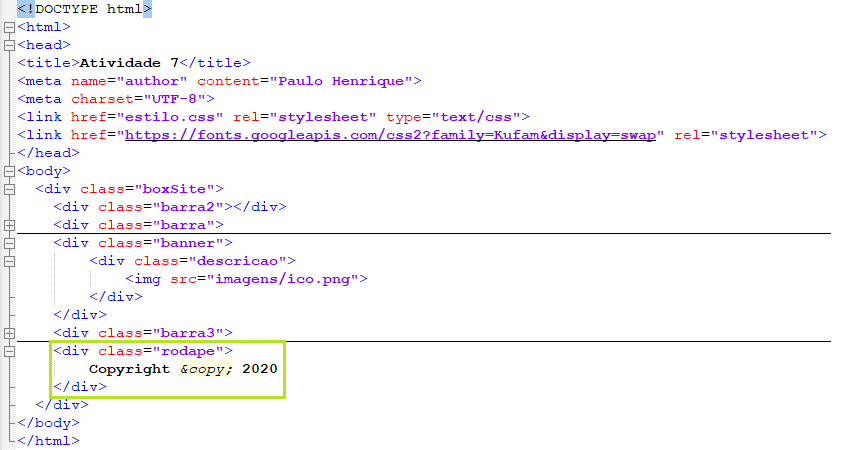 <!DOCTYPE html>
<html>
<head>
<title>Atividade 7</title>
<meta name="author" content="Paulo Henrique">
<meta charset="UTF-8">
<link href="estilo.css" rel="stylesheet" type="text/css">
<link href="https://fonts.googleapis.com/css2?family=Kufam&display=swap" rel="stylesheet">
</head>
<body>
<div class="boxSite">
<div class="barra2"></div>
<div class="barra">
<div class="banner">
<div class="descricao">
<img src="imagens/ico.png">
</div>
</div>
<div class="barra3">
<div class="rodape">
Copyright &copy; 2020
</div>
</div>
</body>
</html>